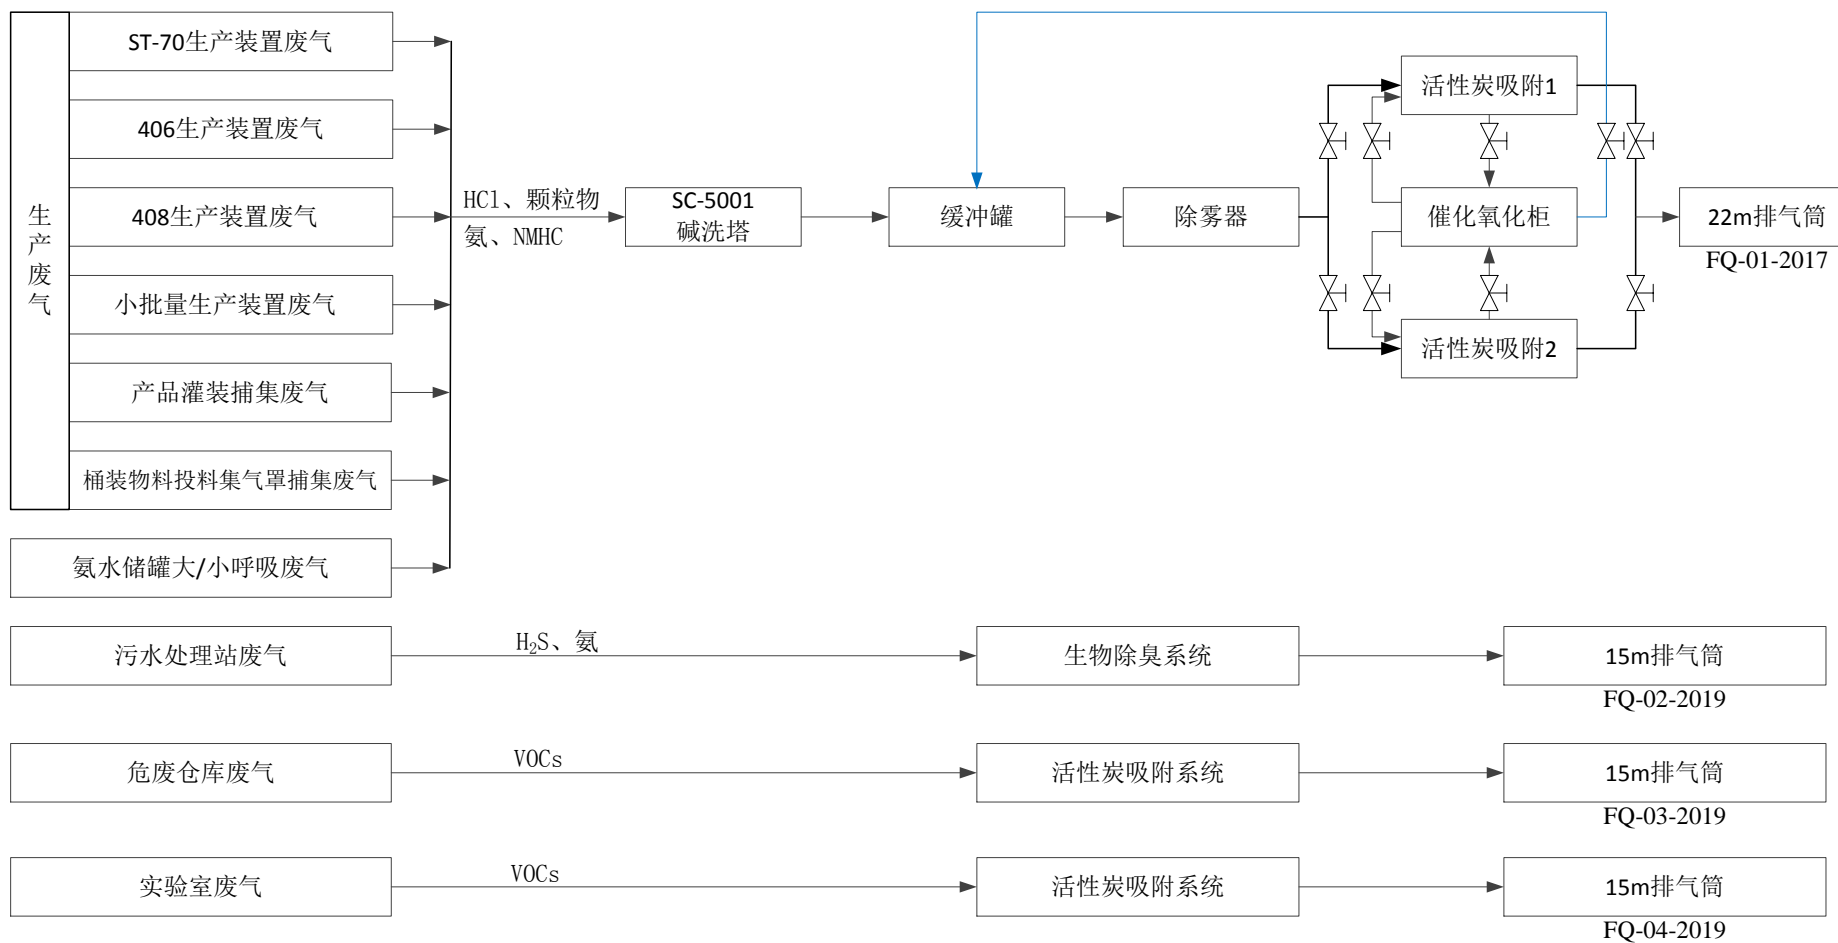 生产废气
ST-70生产装置废气
406生产装置废气
408生产装置废气
小批量生产装置废气
产品灌装捕集废气
桶装物料投料集气罩捕集废气
氨水储罐大/小呼吸废气
HCl、颗粒物
氨、NMHC
SC-5001
碱洗塔
缓冲罐
除雾器
活性炭吸附1
催化氧化柜
活性炭吸附2
22m排气筒
FQ-01-2017
污水处理站废气
H₂S、氨
生物除臭系统
15m排气筒
FQ-02-2019
危废仓库废气
VOCs
活性炭吸附系统
15m排气筒
FQ-03-2019
实验室废气
VOCs
活性炭吸附系统
15m排气筒
FQ-04-2019